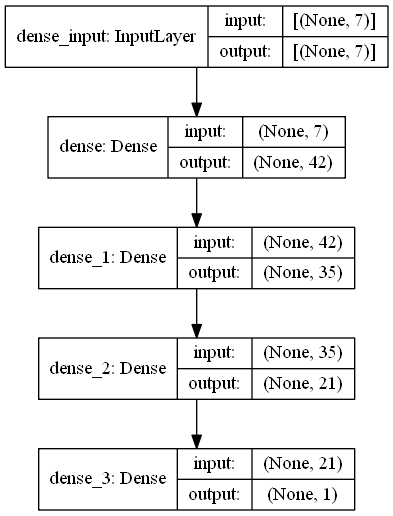 dense_input: InputLayer
input: [(None, 7)]
output: [(None, 7)]
dense: Dense
input: (None, 7)
output: (None, 42)
dense_1: Dense
input: (None, 42)
output: (None, 35)
dense_2: Dense
input: (None, 35)
output: (None, 21)
dense_3: Dense
input: (None, 21)
output: (None, 1)